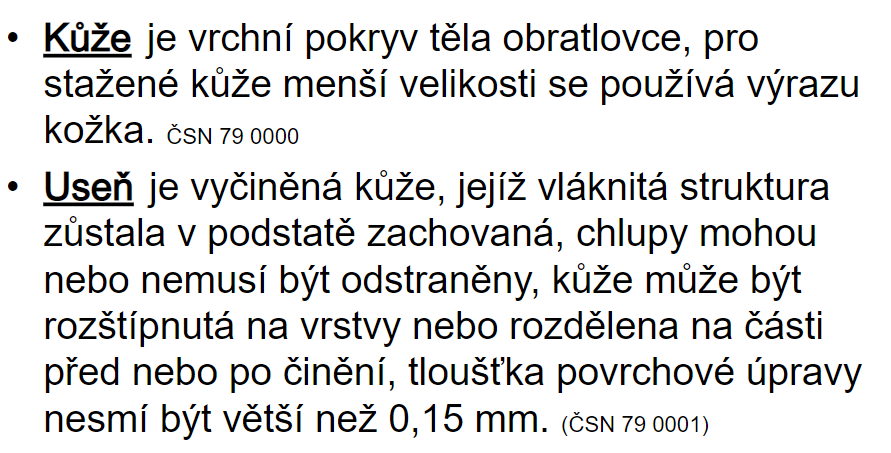 • Kůže je vrchní pokryv těla obratlovce, pro
stažené kůže menší velikosti se používá výrazu
kožka. ČSN 79 0000
• Useň je vyčiněná kůže, jejíž vláknitá struktura
zůstala v podstatě zachovaná, chlupy mohou
nebo nemusí být odstraněny, kůže může být
rozštípnutá na vrstvy nebo rozdělena na části
před nebo po činění, tloušťka povrchové úpravy
nesmí být větší než 0,15 mm. (ČSN 79 0001)